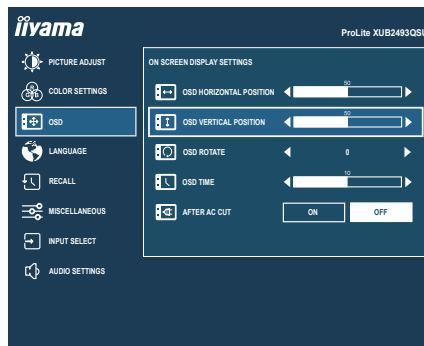 iiyama
ProLite XUB2493QSU
PICTURE ADJUST
COLOR SETTINGS
OSD
LANGUAGE
RECALL
MISCELLANEOUS
INPUT SELECT
AUDIO SETTINGS
ON SCREEN DISPLAY SETTINGS
OSD HORIZONTAL POSITION
50
OSD VERTICAL POSITION
50
OSD ROTATE
0
OSD TIME
10
AFTER AC CUT
ON OFF